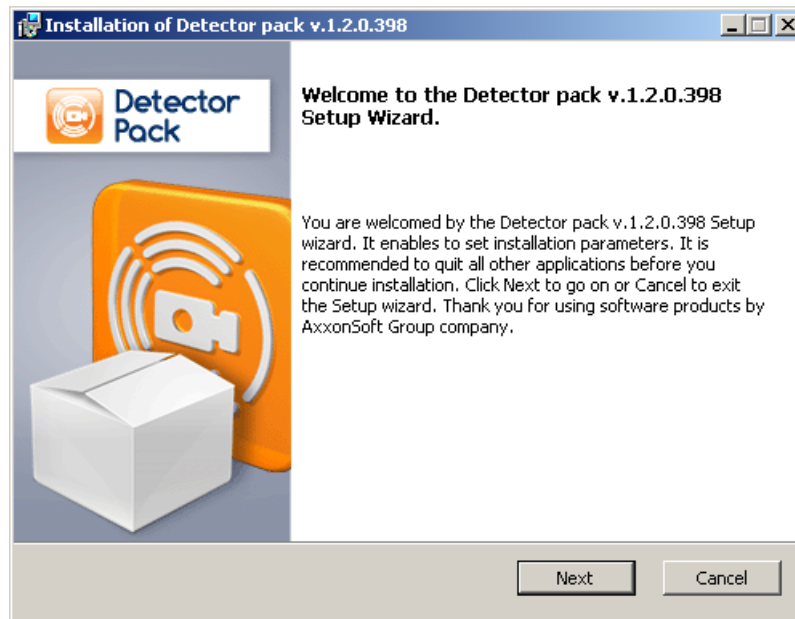 Installation of Detector pack v.1.2.0.398
Detector
Pack
Welcome to the Detector pack v.1.2.0.398
Setup Wizard.
You are welcomed by the Detector pack v.1.2.0.398 Setup
wizard. It enables to set installation parameters. It is
recommended to quit all other applications before you
continue installation. Click Next to go on or Cancel to exit
the Setup wizard. Thank you for using software products by
AxxonSoft Group company.
Next
Cancel